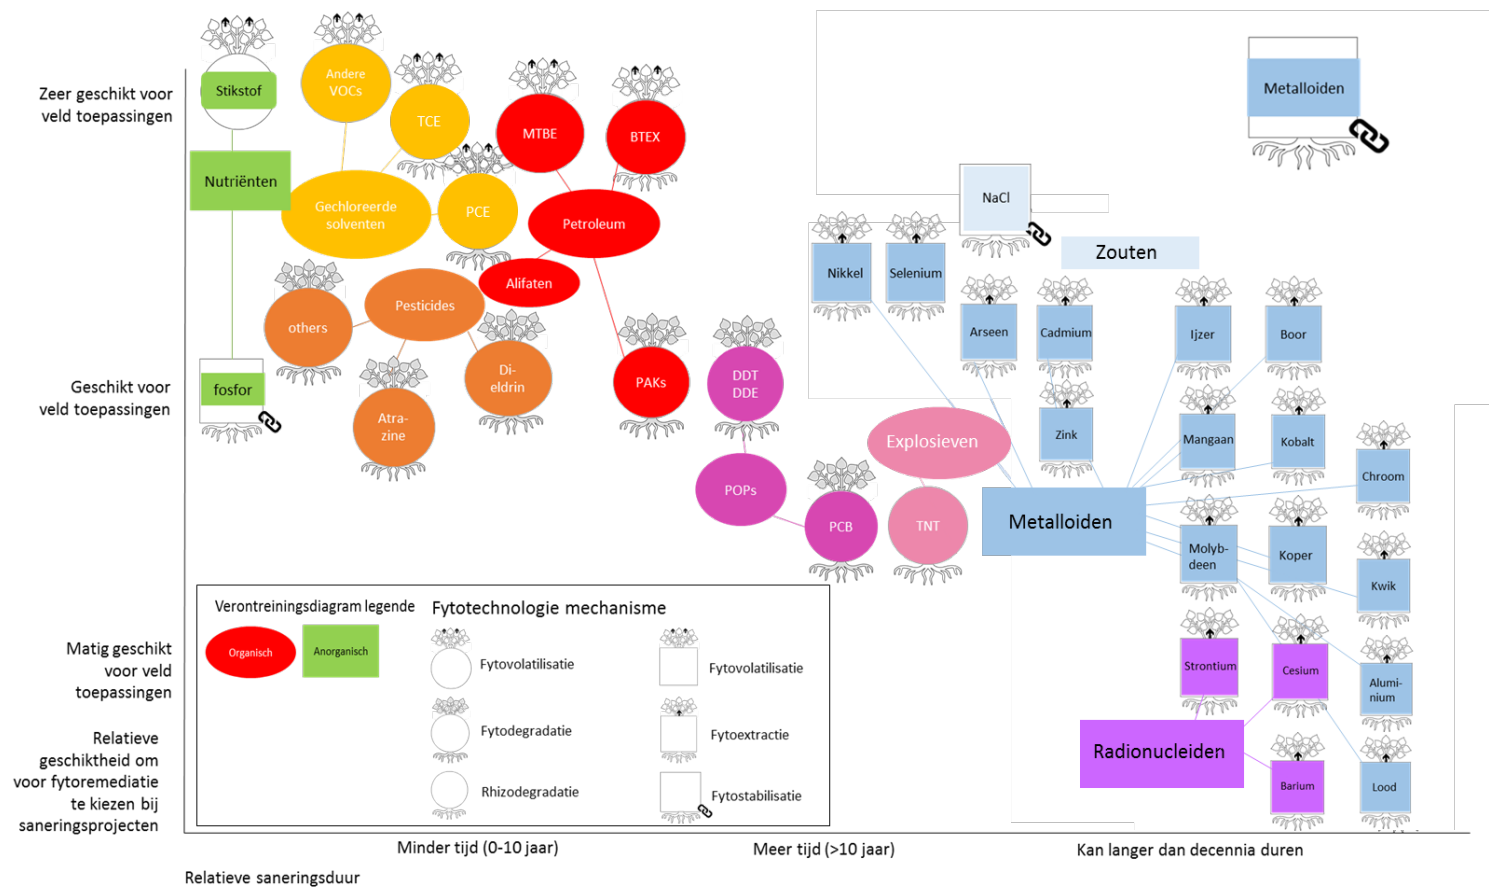 Zeer geschikt voor
veld toepassingen
Geschikt voor
veld toepassingen
Matig geschikt
voor veld
toepassingen
Relatieve
geschiktheid om
voor fytoremediatie
te kiezen bij
saneringsprojecten
Stikstof
Nutriënten
fosfor
Andere
VOCs
TCE
Gechloreerde
solventen
PCE
MTBE
BTEX
Petroleum
Alifaten
PAKs
Pesticides
others
Atra-
zine
Di-
eldrin
DDT
DDE
POPs
PCB
Explosieven
TNT
Metalloiden
NaCl
Zouten
Nikkel
Selenium
Arseen
Cadmium
Ijzer
Boor
Zink
Mangaan
Kobalt
Chroom
Metalloiden
Molyb-
deen
Koper
Kwik
Strontium
Cesium
Alumi-
nium
Radionucleiden
Barium
Lood
Verontreiningsdiagram legende
Organisch
Anorganisch
Fytotechnologie mechanisme
Fytovolatilisatie
Fytovolatilisatie
Fytodegradatie
Fytoextractie
Rhizodegradatie
Fytostabilisatie
Minder tijd (0-10 jaar)
Meer tijd (>10 jaar)
Kan langer dan decennia duren
Relatieve saneringsduur